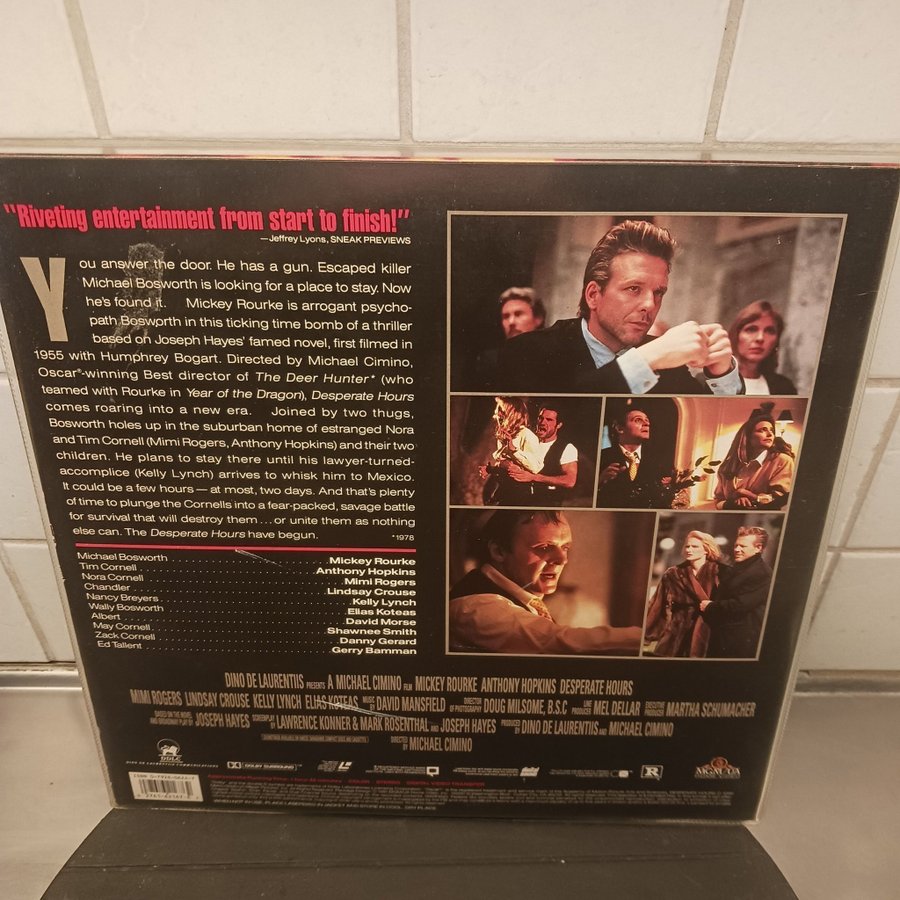 "Riveting entertainment from start to finish!"
—Jeffrey Lyons, SNEAK PREVIEWS
You answer the door. He has a gun. Escaped killer
Michael Bosworth is looking for a place to stay. Now
he's found it. Mickey Rourke is arrogant psycho-
path Bosworth in this ticking time bomb of a thriller
based on Joseph Hayes' famed novel, first filmed in
1955 with Humphrey Bogart. Directed by Michael Cimino,
Oscar®-winning Best director of The Deer Hunter* (who
teamed with Rourke in Year of the Dragon), Desperate Hours
comes roaring into a new era. Joined by two thugs,
Bosworth holes up in the suburban home of estranged Nora
and Tim Cornell (Mimi Rogers, Anthony Hopkins) and their two
children. He plans to stay there until his lawyer-turned-
accomplice (Kelly Lynch) arrives to whisk him to Mexico.
It could be a few hours — at most, two days. And that's plenty
of time to plunge the Cornells into a fear-packed, savage battle
for survival that will destroy them ... or unite them as nothing
else can. The Desperate Hours have begun. *1978
Michael Bosworth Mickey Rourke
Tim Cornell Anthony Hopkins
Nora Cornell Mimi Rogers
Chandler Lindsay Crouse
Nancy Breyers Kelly Lynch
Wally Bosworth Elias Koteas
Albert David Morse
May Cornell Shawnee Smith
Zack Cornell Danny Gerard
Ed Tallent Gerry Bamman
DINO DE LAURENTIIS PRESENTS A MICHAEL CIMINO FILM MICKEY ROURKE ANTHONY HOPKINS DESPERATE HOURS
MIMI ROGERS LINDSAY CROUSE KELLY LYNCH ELIAS KOTEAS MUSIC BY DAVID MANSFIELD DIRECTOR OF PHOTOGRAPHY DOUG MILSOME, B.S.C LINE PRODUCER MEL DELLAR EXECUTIVE PRODUCER MARTHA SCHUMACHER
BASED ON THE NOVEL AND BROADWAY PLAY BY JOSEPH HAYES SCREENPLAY BY LAWRENCE KONNER & MARK ROSENTHAL AND JOSEPH HAYES PRODUCED BY DINO DE LAURENTIIS AND MICHAEL CIMINO
DIRECTED BY MICHAEL CIMINO
DDLC
DINO DE LAURENTIIS COMMUNICATIONS
DOLBY SURROUND
R
MGM/UA